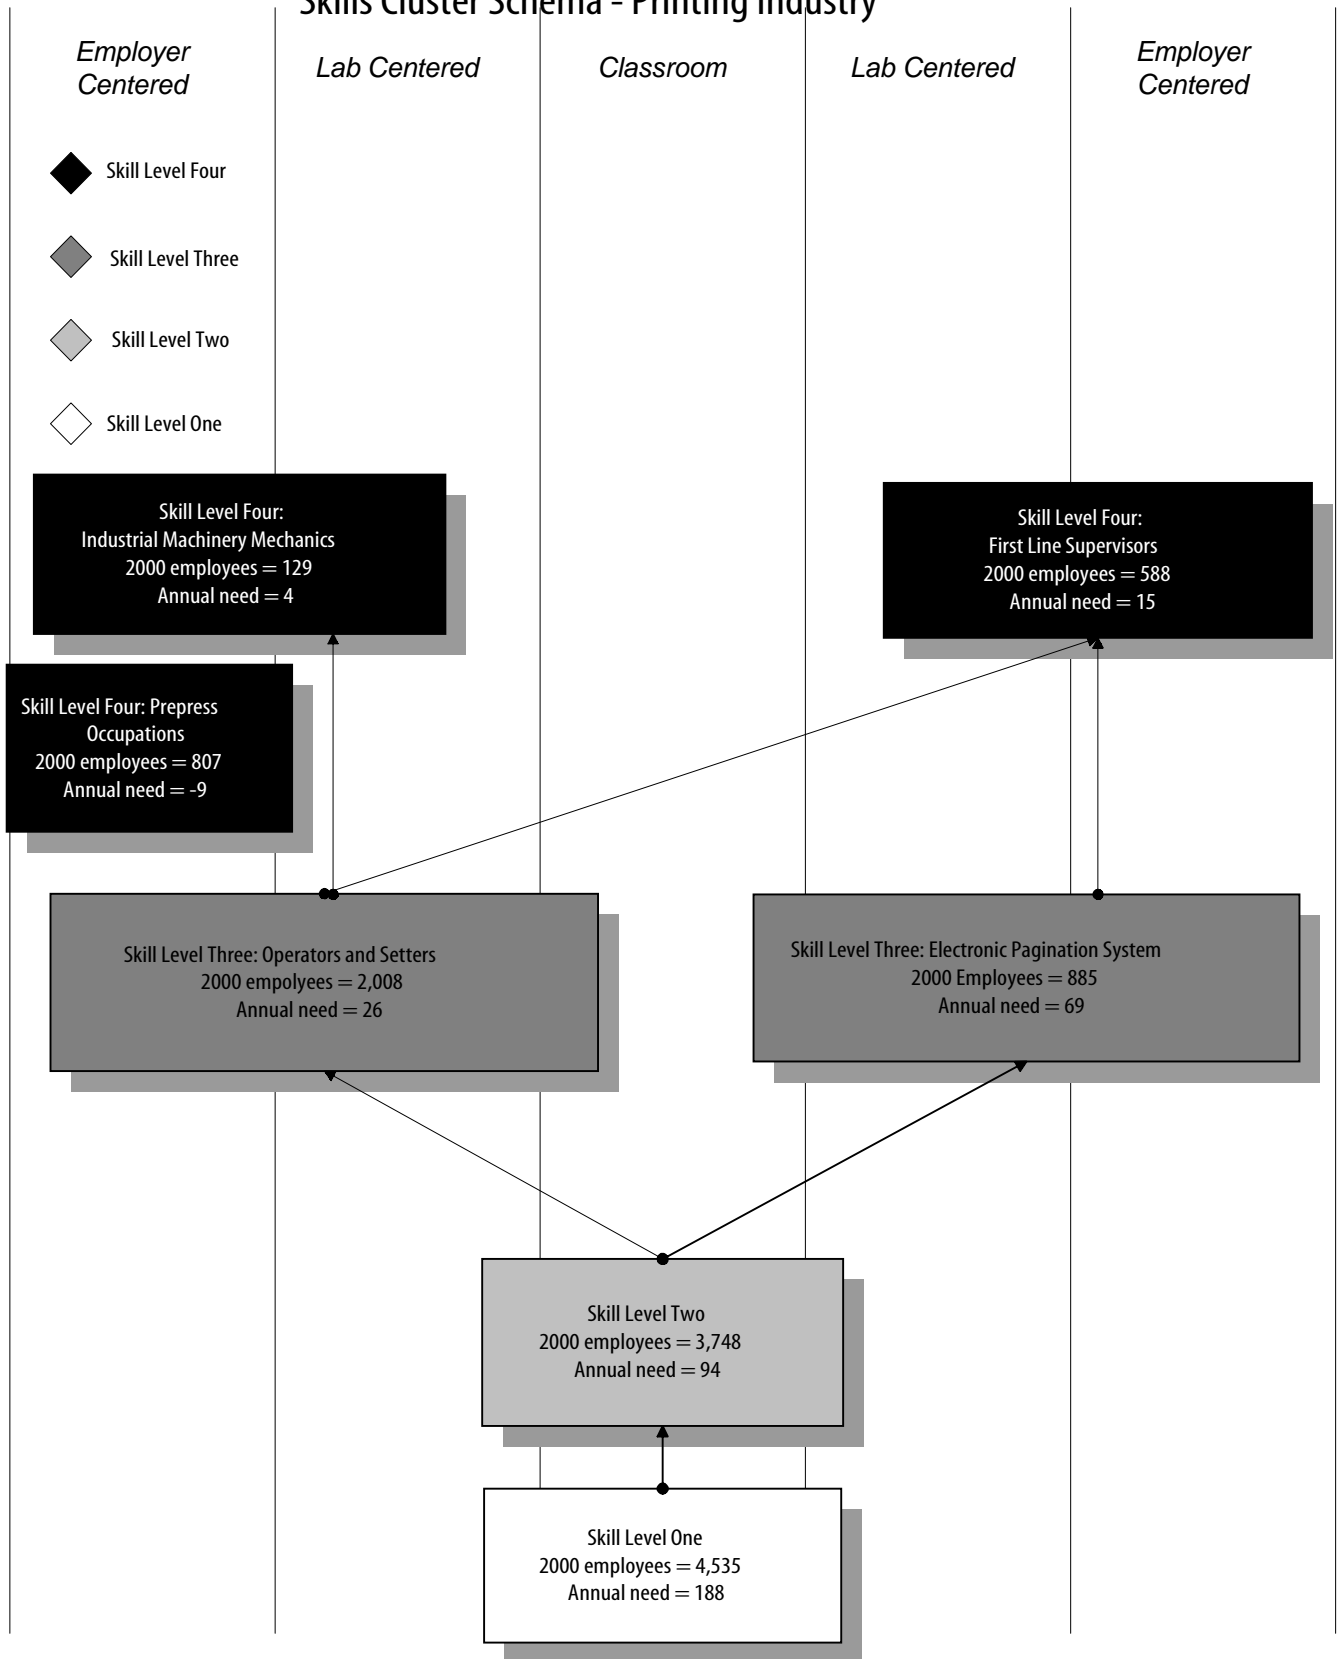 Skills Cluster Schema - Printing Industry
Employer
Centered
Lab Centered
Classroom
Lab Centered
Employer
Centered
Skill Level Four
Skill Level Three
Skill Level Two
Skill Level One
Skill Level Four:
Industrial Machinery Mechanics
2000 employees = 129
Annual need = 4
Skill Level Four:
First Line Supervisors
2000 employees = 588
Annual need = 15
Skill Level Four: Prepress
Occupations
2000 employees = 807
Annual need = -9
Skill Level Three: Operators and Setters
2000 empolyees = 2,008
Annual need = 26
Skill Level Three: Electronic Pagination System
2000 Employees = 885
Annual need = 69
Skill Level Two
2000 employees = 3,748
Annual need = 94
Skill Level One
2000 employees = 4,535
Annual need = 188